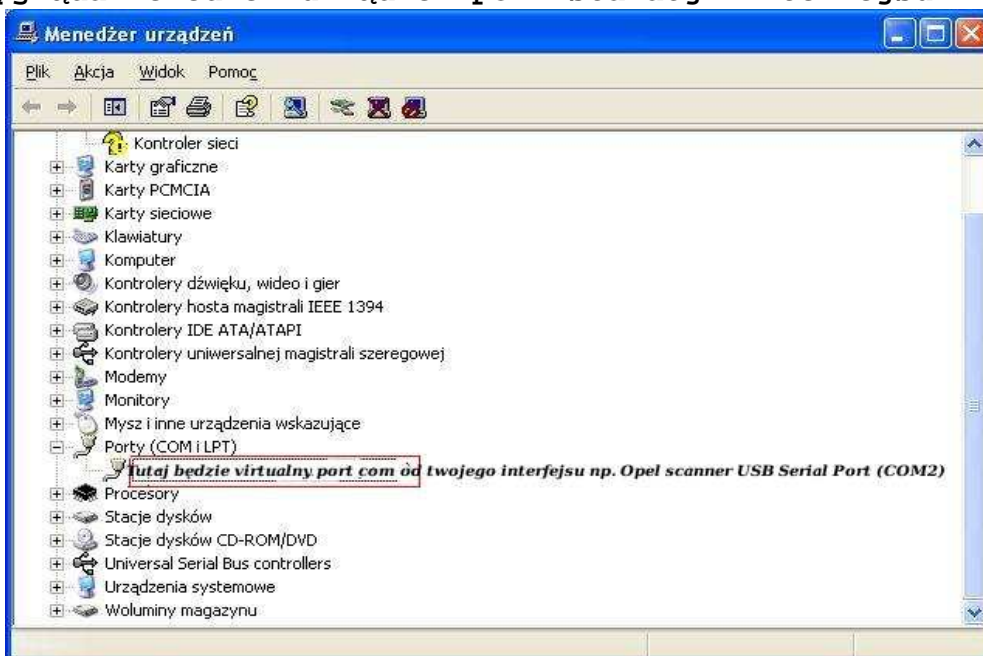 Menedżer urządzeń
Plik Akcja Widok Pomoc
Kontroler sieci
Karty graficzne
Karty PCMCIA
Karty sieciowe
Klawiatury
Komputer
Kontrolery dźwięku, wideo i gier
Kontrolery hosta magistrali IEEE 1394
Kontrolery IDE ATA/ATAPI
Kontrolery uniwersalnej magistrali szeregowej
Modemy
Monitory
Mysz i inne urządzenia wskazujące
Porty (COM i LPT)
Tutaj będzie virtualny port com od twojego interfejsu np. Opel scanner USB Serial Port (COM2)
Procesory
Stacje dysków
Stacje dysków CD-ROM/DVD
Universal Serial Bus controllers
Urządzenia systemowe
Woluminy magazynu